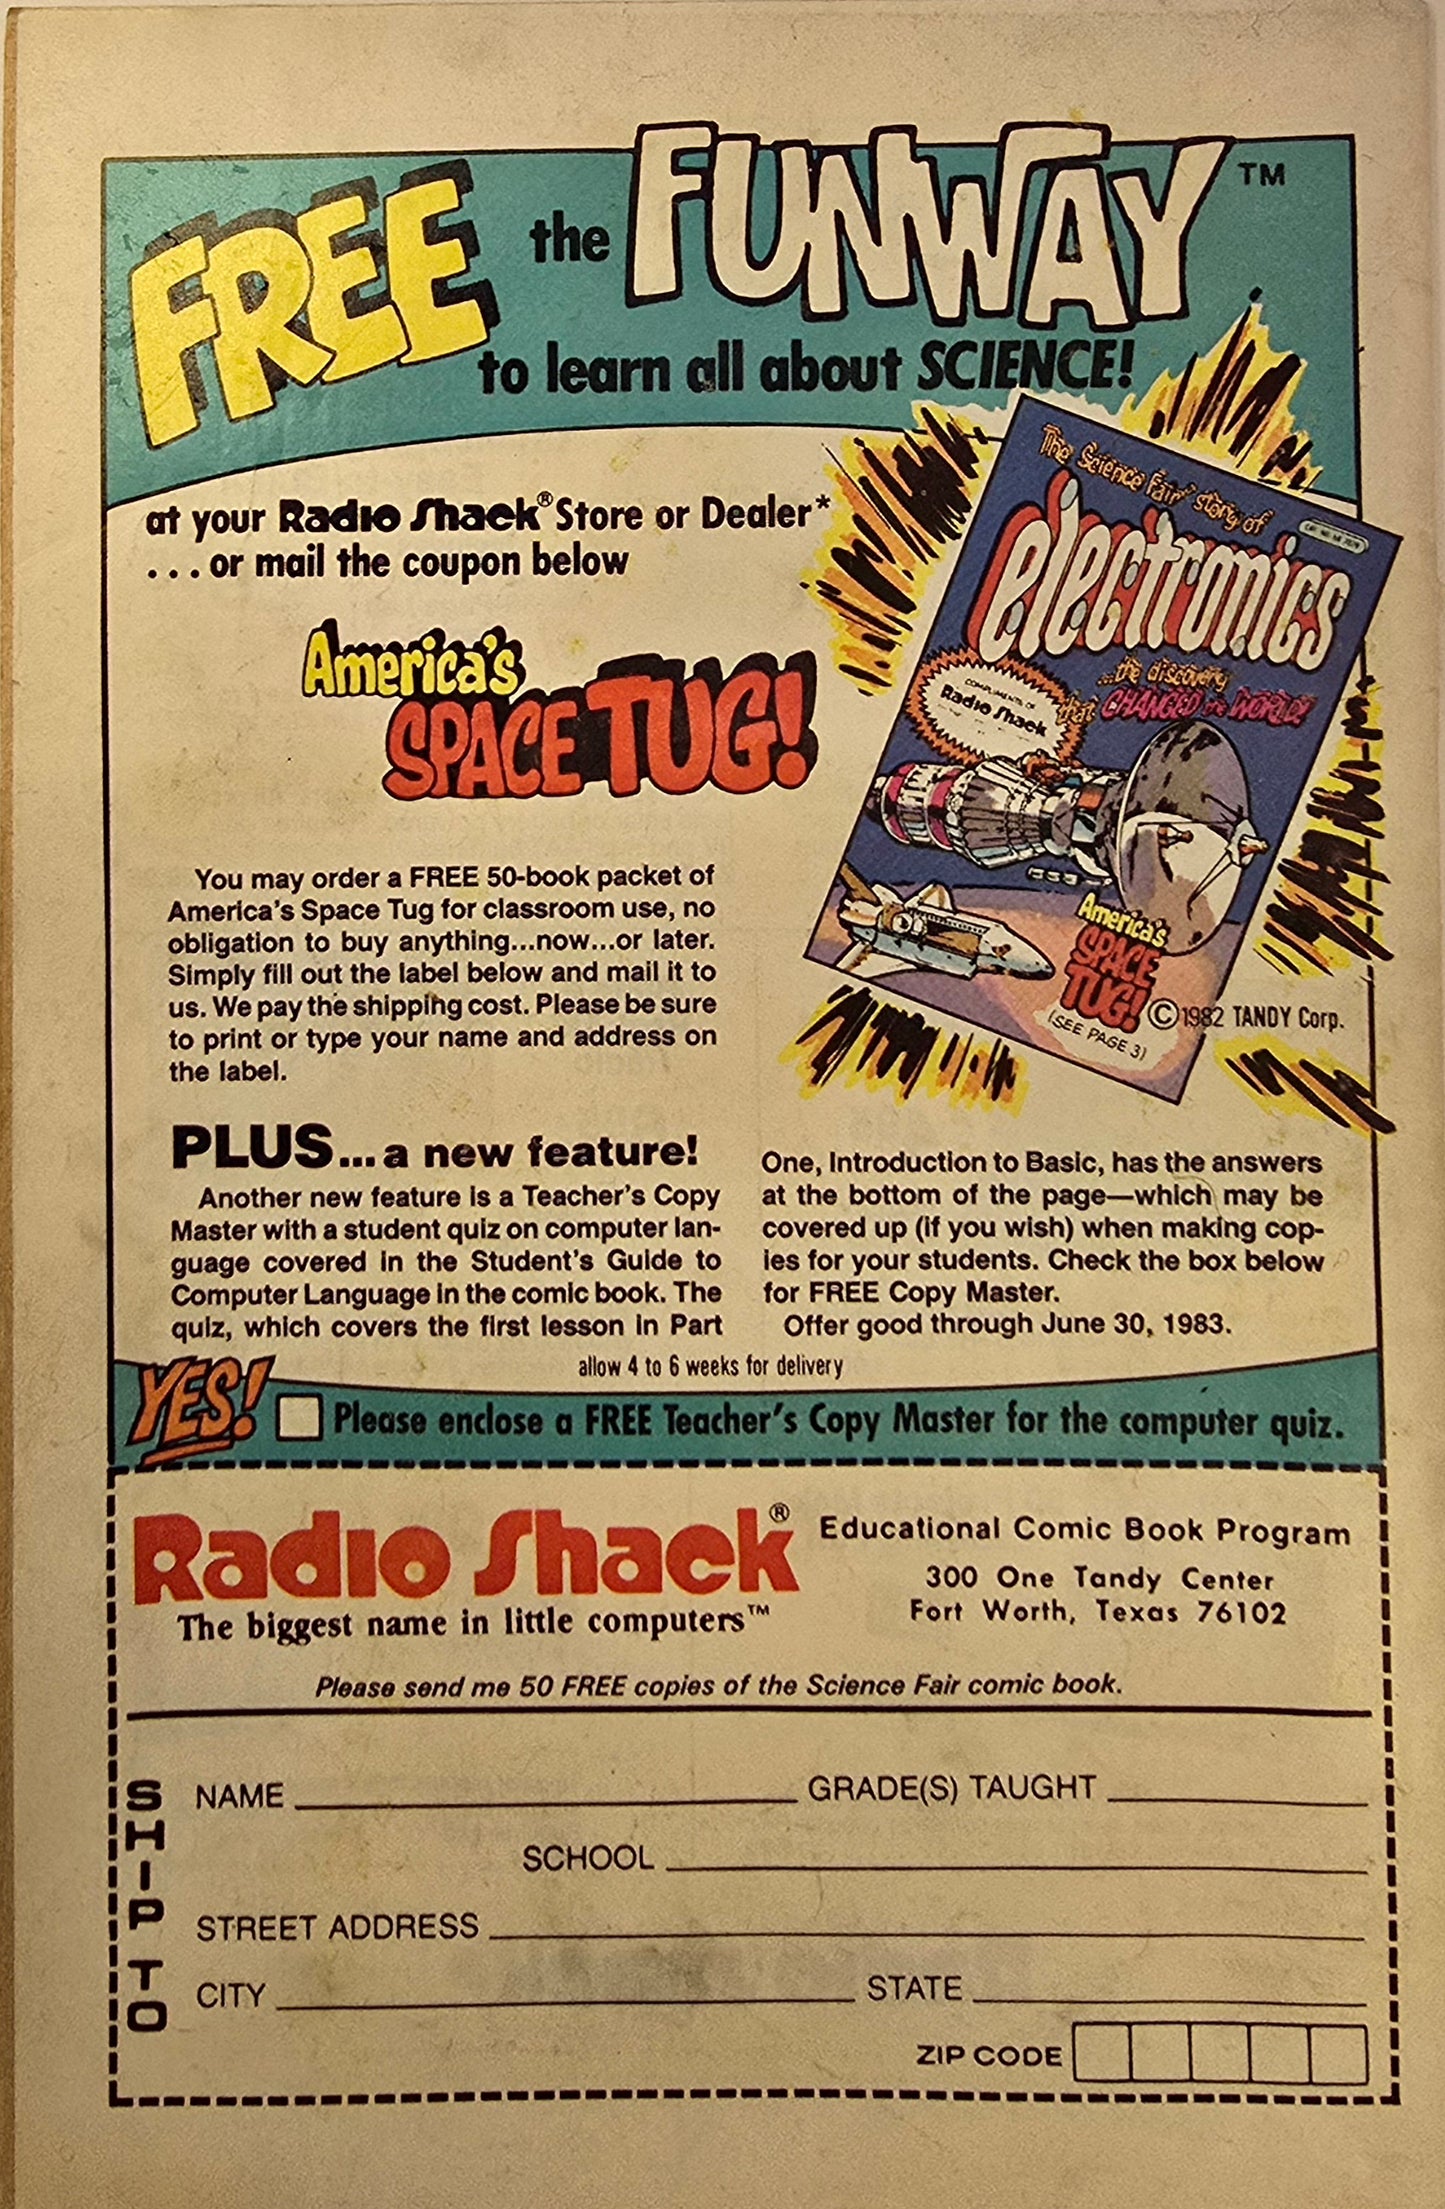 FREE the FUNWAY™
to learn all about SCIENCE!
at your Radio Shack® Store or Dealer*
...or mail the coupon below
America's
SPACE TUG!
The Science Fair® story of
electronics
...the discovery
that CHANGED the WORLD!
COMPLIMENTS OF
Radio Shack
America's
SPACE
TUG!
(SEE PAGE 3)
©1982 TANDY Corp.
You may order a FREE 50-book packet of
America's Space Tug for classroom use, no
obligation to buy anything...now...or later.
Simply fill out the label below and mail it to
us. We pay the shipping cost. Please be sure
to print or type your name and address on
the label.
PLUS...a new feature!
Another new feature is a Teacher's Copy
Master with a student quiz on computer lan-
guage covered in the Student's Guide to
Computer Language in the comic book. The
quiz, which covers the first lesson in Part
One, Introduction to Basic, has the answers
at the bottom of the page—which may be
covered up (if you wish) when making cop-
ies for your students. Check the box below
for FREE Copy Master.
Offer good through June 30, 1983.
allow 4 to 6 weeks for delivery
YES! Please enclose a FREE Teacher's Copy Master for the computer quiz.
Radio Shack®
The biggest name in little computers™
Educational Comic Book Program
300 One Tandy Center
Fort Worth, Texas 76102
Please send me 50 FREE copies of the Science Fair comic book.
SHIP TO
NAME GRADE(S) TAUGHT
SCHOOL
STREET ADDRESS
CITY STATE
ZIP CODE